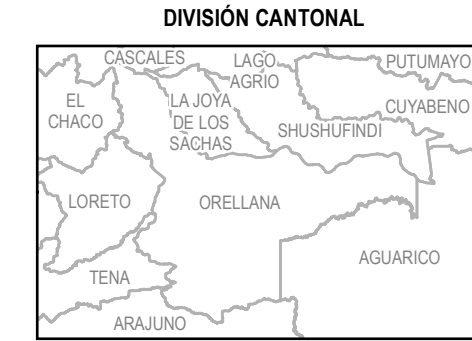 DIVISIÓN CANTONAL
CASCALES
LAGO
AGRIO
PUTUMAYO
EL
CHACO
LA JOYA
DE LOS
SACHAS
CUYABENO
SHUSHUFINDI
LORETO
ORELLANA
AGUARICO
TENA
ARAJUNO